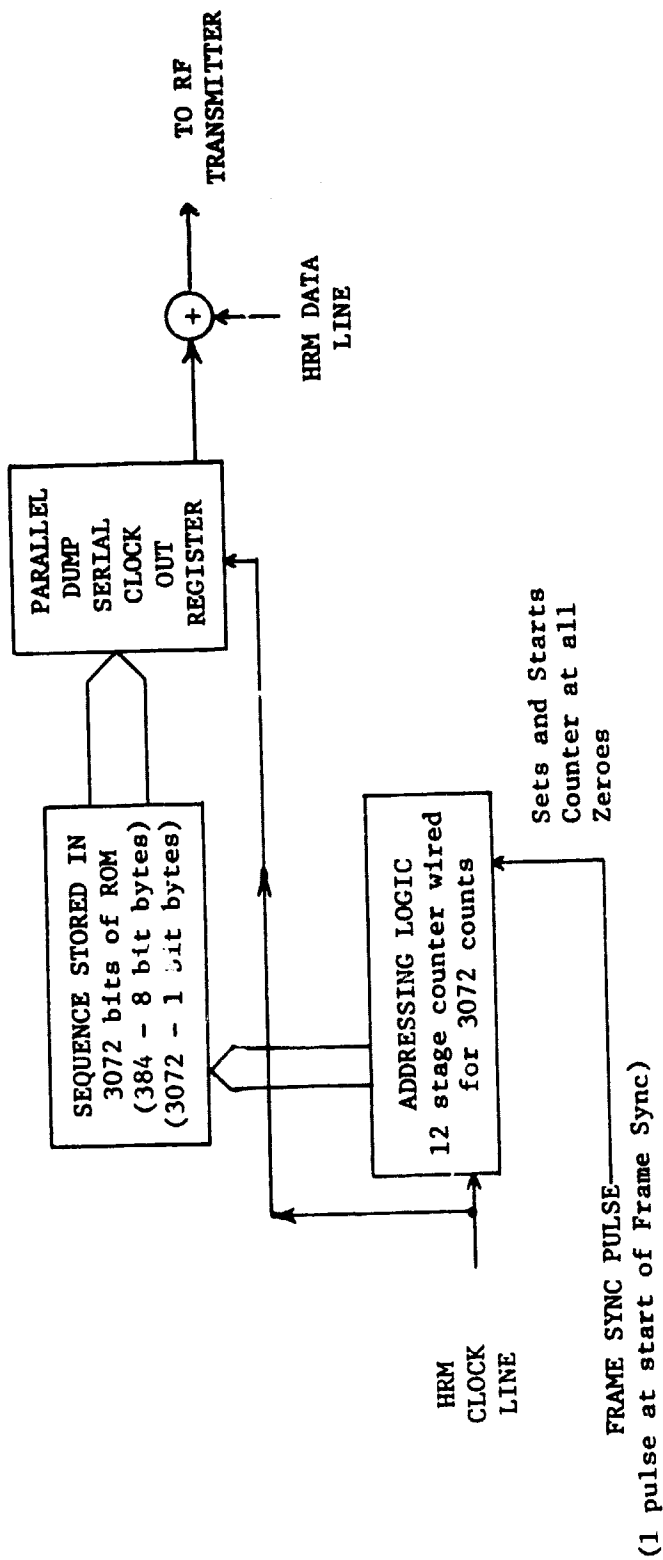 SEQUENCE STORED IN
3072 bits of ROM
(384 - 8 bit bytes)
(3072 - 1 bit bytes)
PARALLEL
DUMP
SERIAL
CLOCK
OUT
REGISTER
TO RF
TRANSMITTER
+
HRM DATA
LINE
ADDRESSING LOGIC
12 stage counter wired
for 3072 counts
Sets and Starts
Counter at all
Zeroes
HRM
CLOCK
LINE
FRAME SYNC PULSE
(1 pulse at start of Frame Sync)